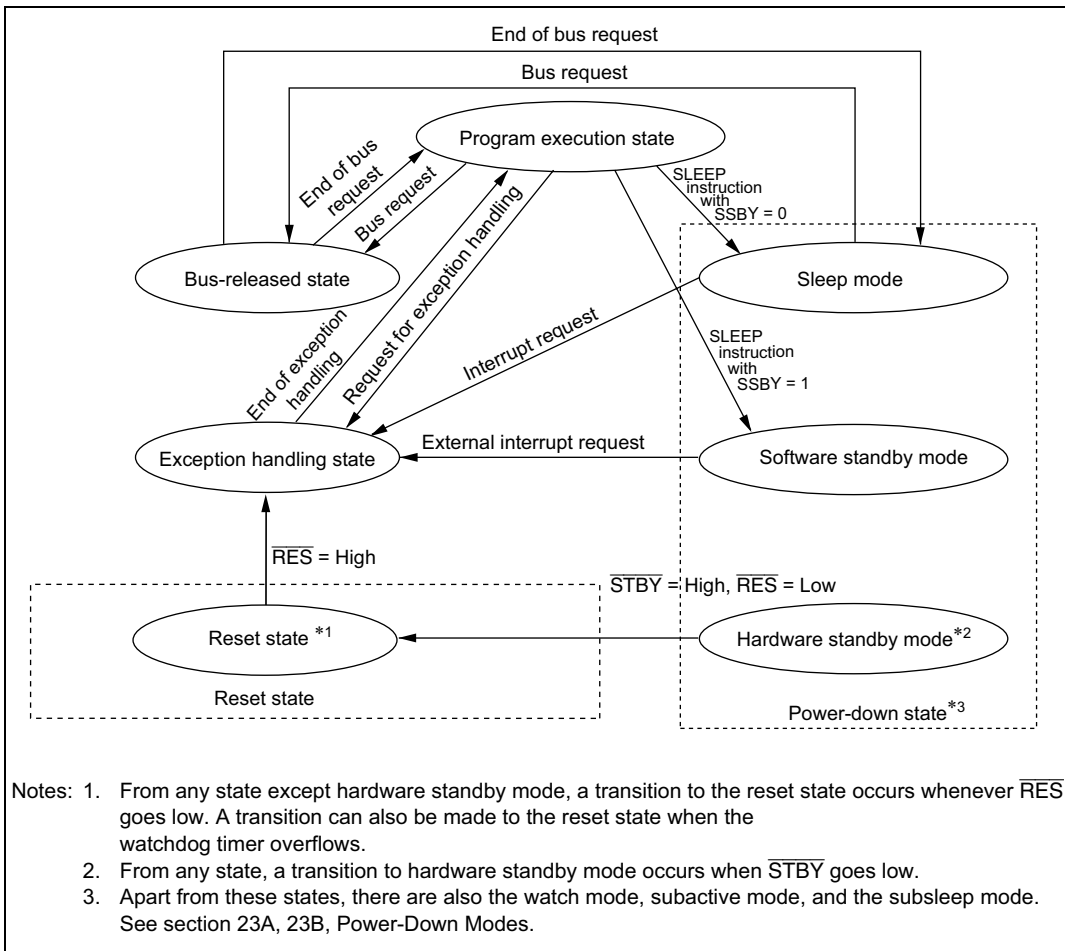 End of bus request
Bus request
Program execution state
End of bus
request
Bus request
SLEEP
instruction
with
SSBY = 0
Bus-released state
Sleep mode
End of exception
handling
Request for exception handling
Interrupt request
SLEEP
instruction
with
SSBY = 1
Exception handling state
External interrupt request
Software standby mode
RES = High
STBY = High, RES = Low
Reset state *1
Hardware standby mode*2
Reset state
Power-down state*3
Notes: 1. From any state except hardware standby mode, a transition to the reset state occurs whenever RES
goes low. A transition can also be made to the reset state when the
watchdog timer overflows.
2. From any state, a transition to hardware standby mode occurs when STBY goes low.
3. Apart from these states, there are also the watch mode, subactive mode, and the subsleep mode.
See section 23A, 23B, Power-Down Modes.